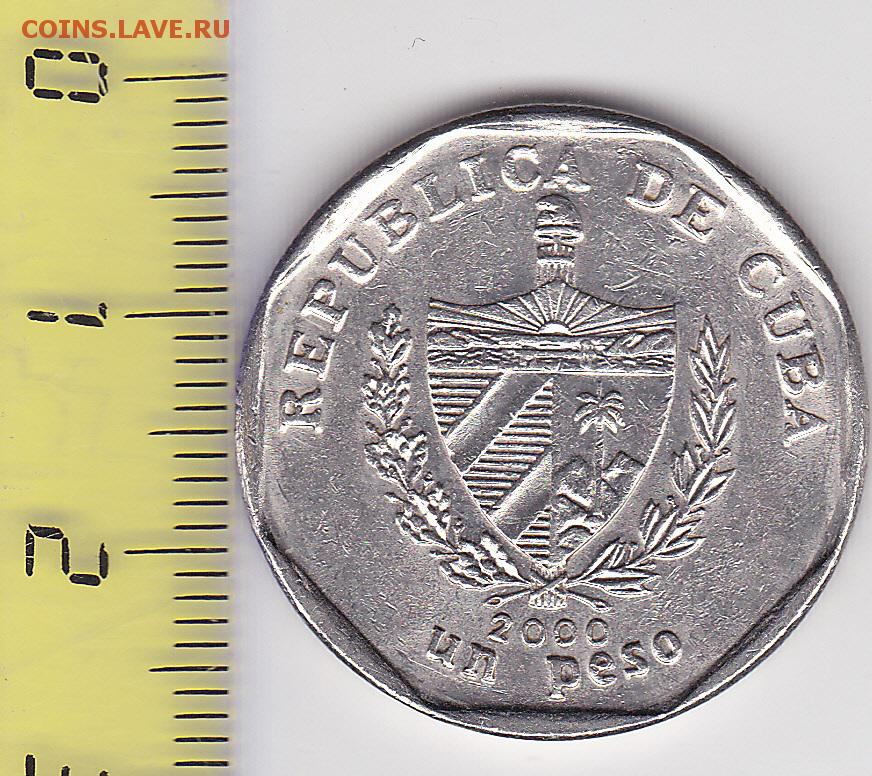 COINS.LAVE.RU
0
1
2
REPUBLICA DE CUBA
2000
un peso